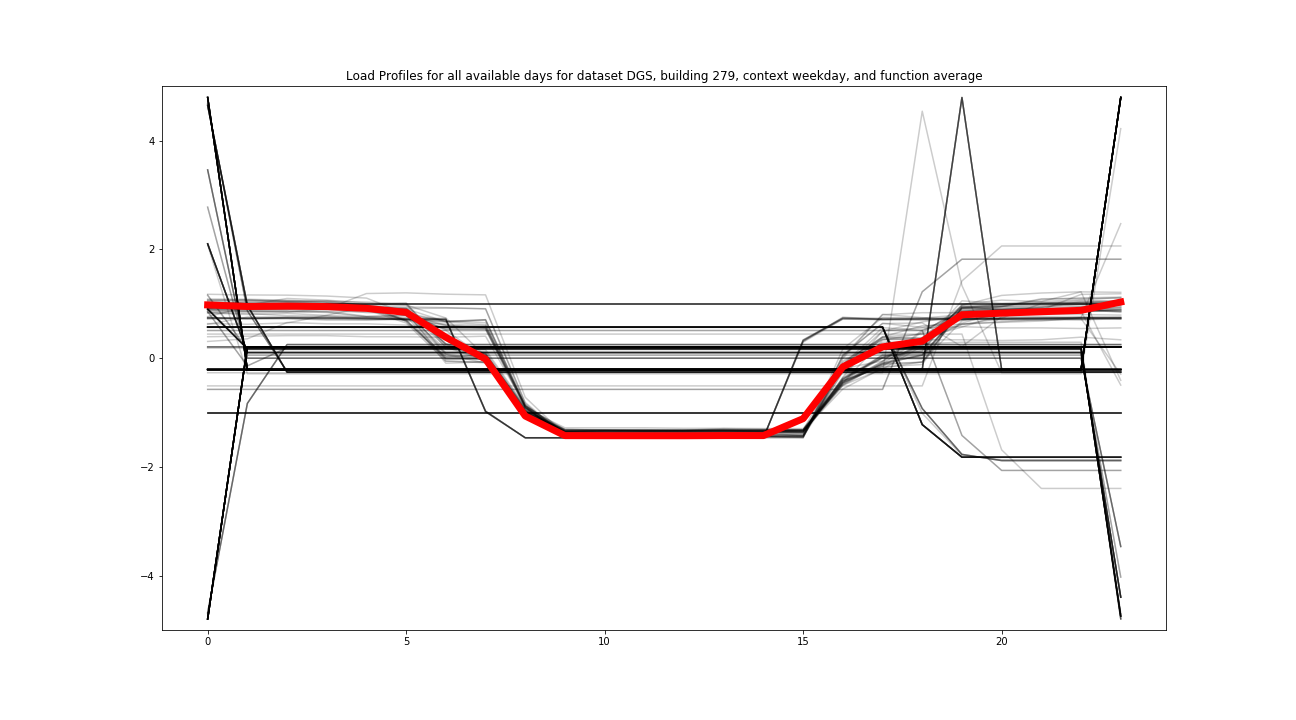 Load Profiles for all available days for dataset DGS, building 279, context weekday, and function average
4
2
0
−2
−4
0 5 10 15 20